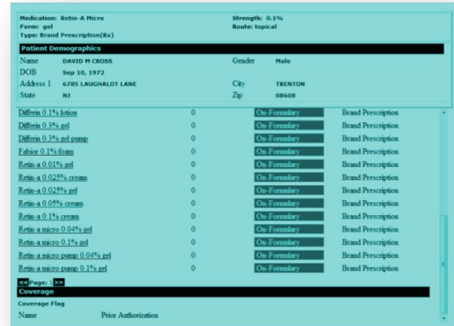 Medication: Retin-A Micro Strength: 0.1%
Form: gel Route: topical
Type: Brand Prescription(Rx)
Patient Demographics
Name DAVID M CROSS Gender Male
DOB Sep 10, 1972
Address 1 6785 LAUGHALOT LANE City TRENTON
State NJ Zip 08608
Differin 0.1% lotion 0 On-Formulary Brand Prescription
Differin 0.3% gel 0 On-Formulary Brand Prescription
Differin 0.3% gel pump 0 On-Formulary Brand Prescription
Fabior 0.1% foam 0 On-Formulary Brand Prescription
Retin-a 0.01% gel 0 On-Formulary Brand Prescription
Retin-a 0.025% cream 0 On-Formulary Brand Prescription
Retin-a 0.025% gel 0 On-Formulary Brand Prescription
Retin-a 0.05% cream 0 On-Formulary Brand Prescription
Retin-a 0.1% cream 0 On-Formulary Brand Prescription
Retin-a micro 0.04% gel 0 On-Formulary Brand Prescription
Retin-a micro 0.1% gel 0 On-Formulary Brand Prescription
Retin-a micro pump 0.04% gel 0 On-Formulary Brand Prescription
Retin-a micro pump 0.1% gel 0 On-Formulary Brand Prescription
<< Page: >>
Coverage
Coverage Flag
Name Prior Authorization